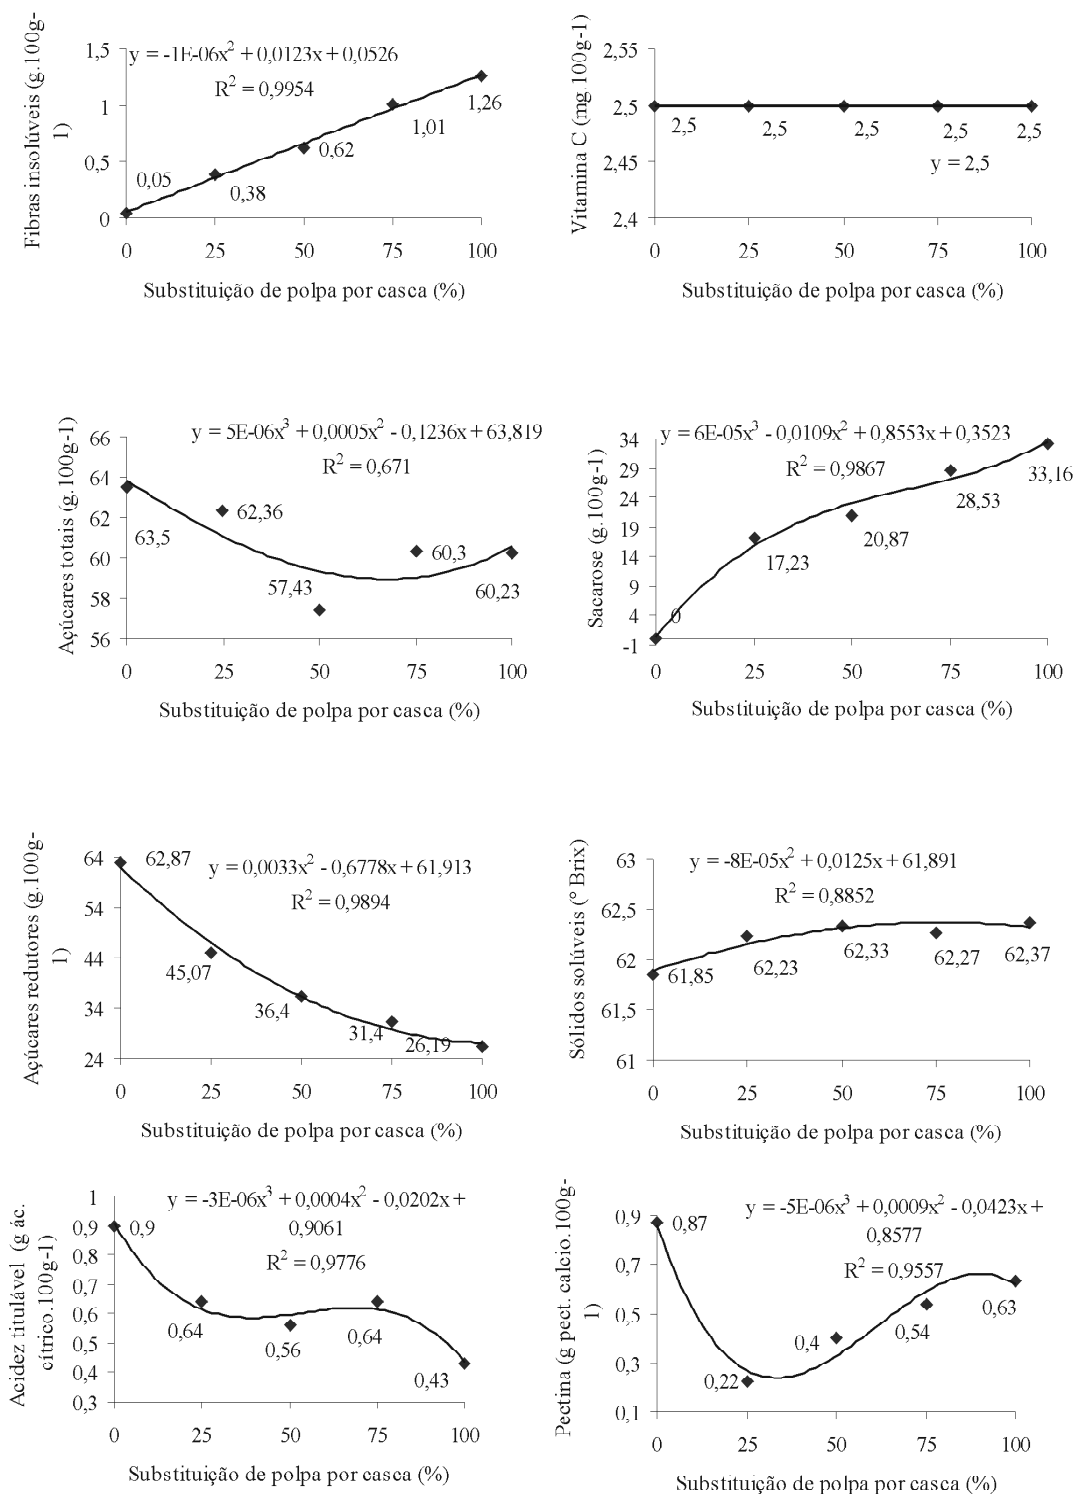 Fibras insolúveis (g.100g-
1)
y = -1E-06x² + 0,0123x + 0,0526
R² = 0,9954
1,5
1
0,5
0
0,05
0,38
0,62
1,01
1,26
0 25 50 75 100
Substituição de polpa por casca (%)
Vitamina C (mg.100g-1)
2,55
2,5
2,45
2,4
2,5 2,5 2,5 2,5 2,5
y = 2,5
0 25 50 75 100
Substituição de polpa por casca (%)
Açúcares totais (g.100g-1)
y = 5E-06x³ + 0,0005x² - 0,1236x + 63,819
R² = 0,671
66
64
62
60
58
56
63,5
62,36
57,43
60,3
60,23
0 25 50 75 100
Substituição de polpa por casca (%)
Sacarose (g.100g-1)
y = 6E-05x³ - 0,0109x² + 0,8553x + 0,3523
R² = 0,9867
34
29
24
19
14
9
4
-1
0
17,23
20,87
28,53
33,16
0 25 50 75 100
Substituição de polpa por casca (%)
Açúcares redutores (g.100g-
1)
y = 0,0033x² - 0,6778x + 61,913
R² = 0,9894
64
54
44
34
24
62,87
45,07
36,4
31,4
26,19
0 25 50 75 100
Substituição de polpa por casca (%)
Sólidos solúveis (º Brix)
y = -8E-05x² + 0,0125x + 61,891
R² = 0,8852
63
62,5
62
61,5
61
61,85
62,23
62,33
62,27
62,37
0 25 50 75 100
Substituição de polpa por casca (%)
Acidez titulável (g ác.
cítrico.100g-1)
y = -3E-06x³ + 0,0004x² - 0,0202x +
0,9061
R² = 0,9776
1
0,9
0,8
0,7
0,6
0,5
0,4
0,3
0,9
0,64
0,56
0,64
0,43
0 25 50 75 100
Substituição de polpa por casca (%)
Pectina (g pect. calcio.100g-
1)
y = -5E-06x³ + 0,0009x² - 0,0423x +
0,8577
R² = 0,9557
0,9
0,7
0,5
0,3
0,1
0,87
0,22
0,4
0,54
0,63
0 25 50 75 100
Substituição de polpa por casca (%)